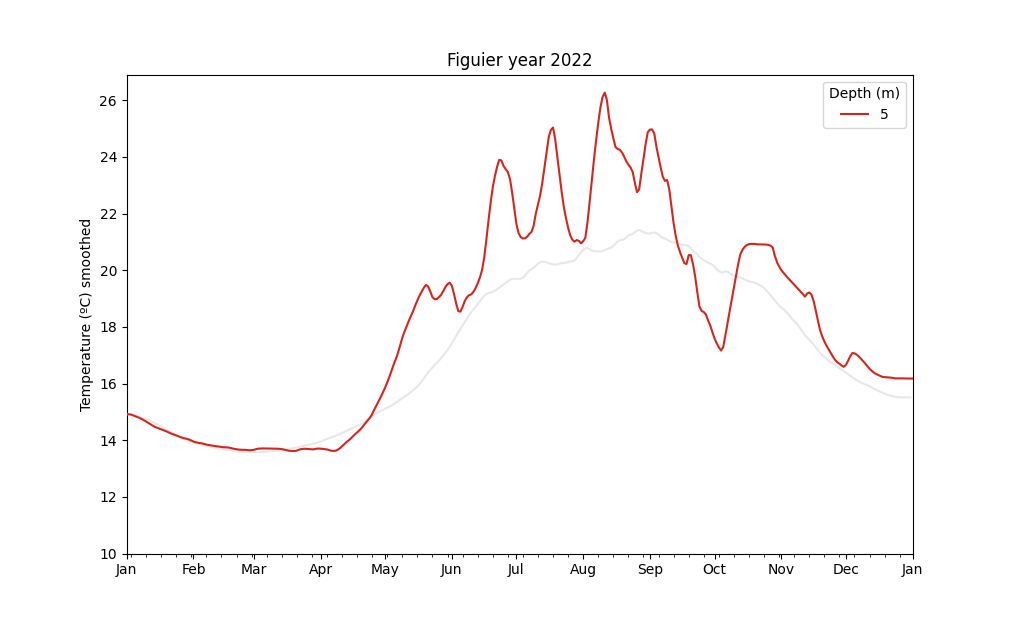 Figuier year 2022
Depth (m)
5
Temperature (ºC) smoothed
26
24
22
20
18
16
14
12
10
Jan Feb Mar Apr May Jun Jul Aug Sep Oct Nov Dec Jan